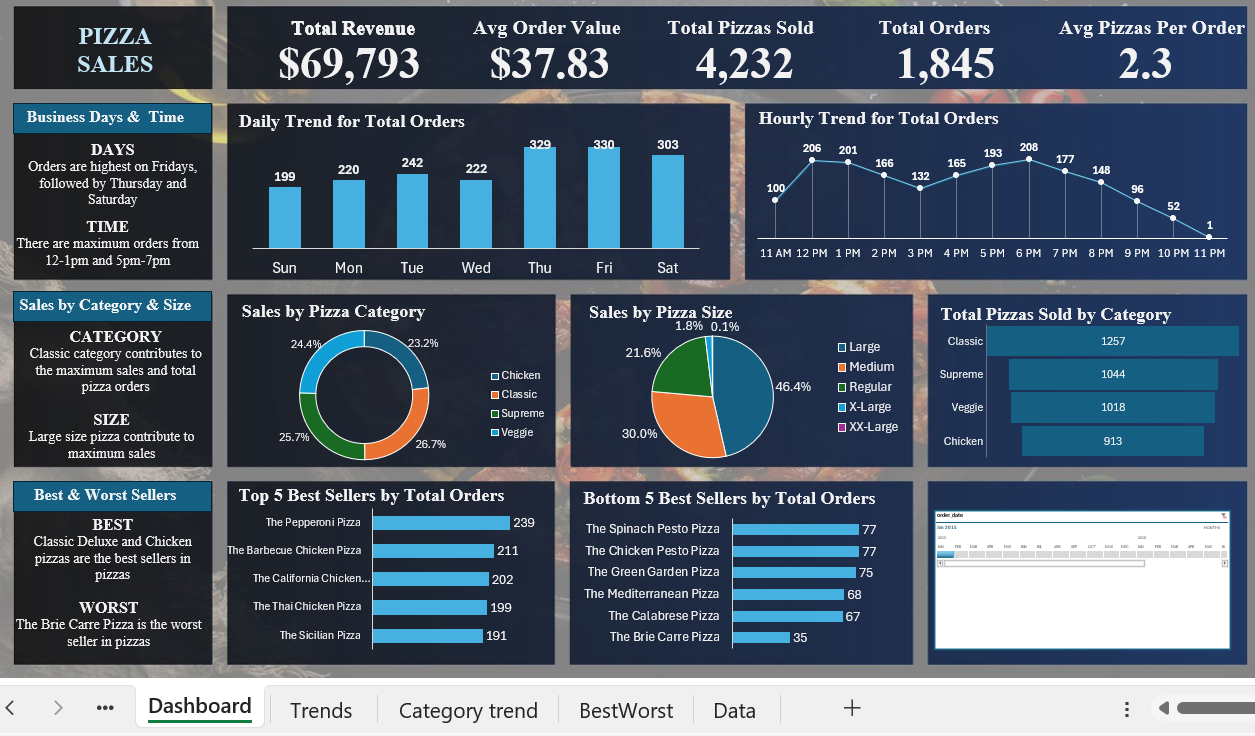 PIZZA
SALES
Total Revenue
$69,793
Avg Order Value
$37.83
Total Pizzas Sold
4,232
Total Orders
1,845
Avg Pizzas Per Order
2.3
Business Days & Time
DAYS
Orders are highest on Fridays,
followed by Thursday and
Saturday
TIME
There are maximum orders from
12-1pm and 5pm-7pm
Daily Trend for Total Orders
199 220 242 222 329 330 303
Sun Mon Tue Wed Thu Fri Sat
Hourly Trend for Total Orders
100 206 201 166 132 165 193 208 177 148 96 52 1
11 AM 12 PM 1 PM 2 PM 3 PM 4 PM 5 PM 6 PM 7 PM 8 PM 9 PM 10 PM 11 PM
Sales by Category & Size
CATEGORY
Classic category contributes to
the maximum sales and total
pizza orders
SIZE
Large size pizza contribute to
maximum sales
Sales by Pizza Category
24.4% 23.2%
25.7% 26.7%
Chicken
Classic
Supreme
Veggie
Sales by Pizza Size
1.8% 0.1%
21.6%
46.4%
30.0%
Large
Medium
Regular
X-Large
XX-Large
Total Pizzas Sold by Category
Classic 1257
Supreme 1044
Veggie 1018
Chicken 913
Best & Worst Sellers
BEST
Classic Deluxe and Chicken
pizzas are the best sellers in
pizzas
WORST
The Brie Carre Pizza is the worst
seller in pizzas
Top 5 Best Sellers by Total Orders
The Pepperoni Pizza 239
The Barbecue Chicken Pizza 211
The California Chicken... 202
The Thai Chicken Pizza 199
The Sicilian Pizza 191
Bottom 5 Best Sellers by Total Orders
The Spinach Pesto Pizza 77
The Chicken Pesto Pizza 77
The Green Garden Pizza 75
The Mediterranean Pizza 68
The Calabrese Pizza 67
The Brie Carre Pizza 35
order_date
Jan 2015 MONTHS
Dashboard Trends Category trend BestWorst Data